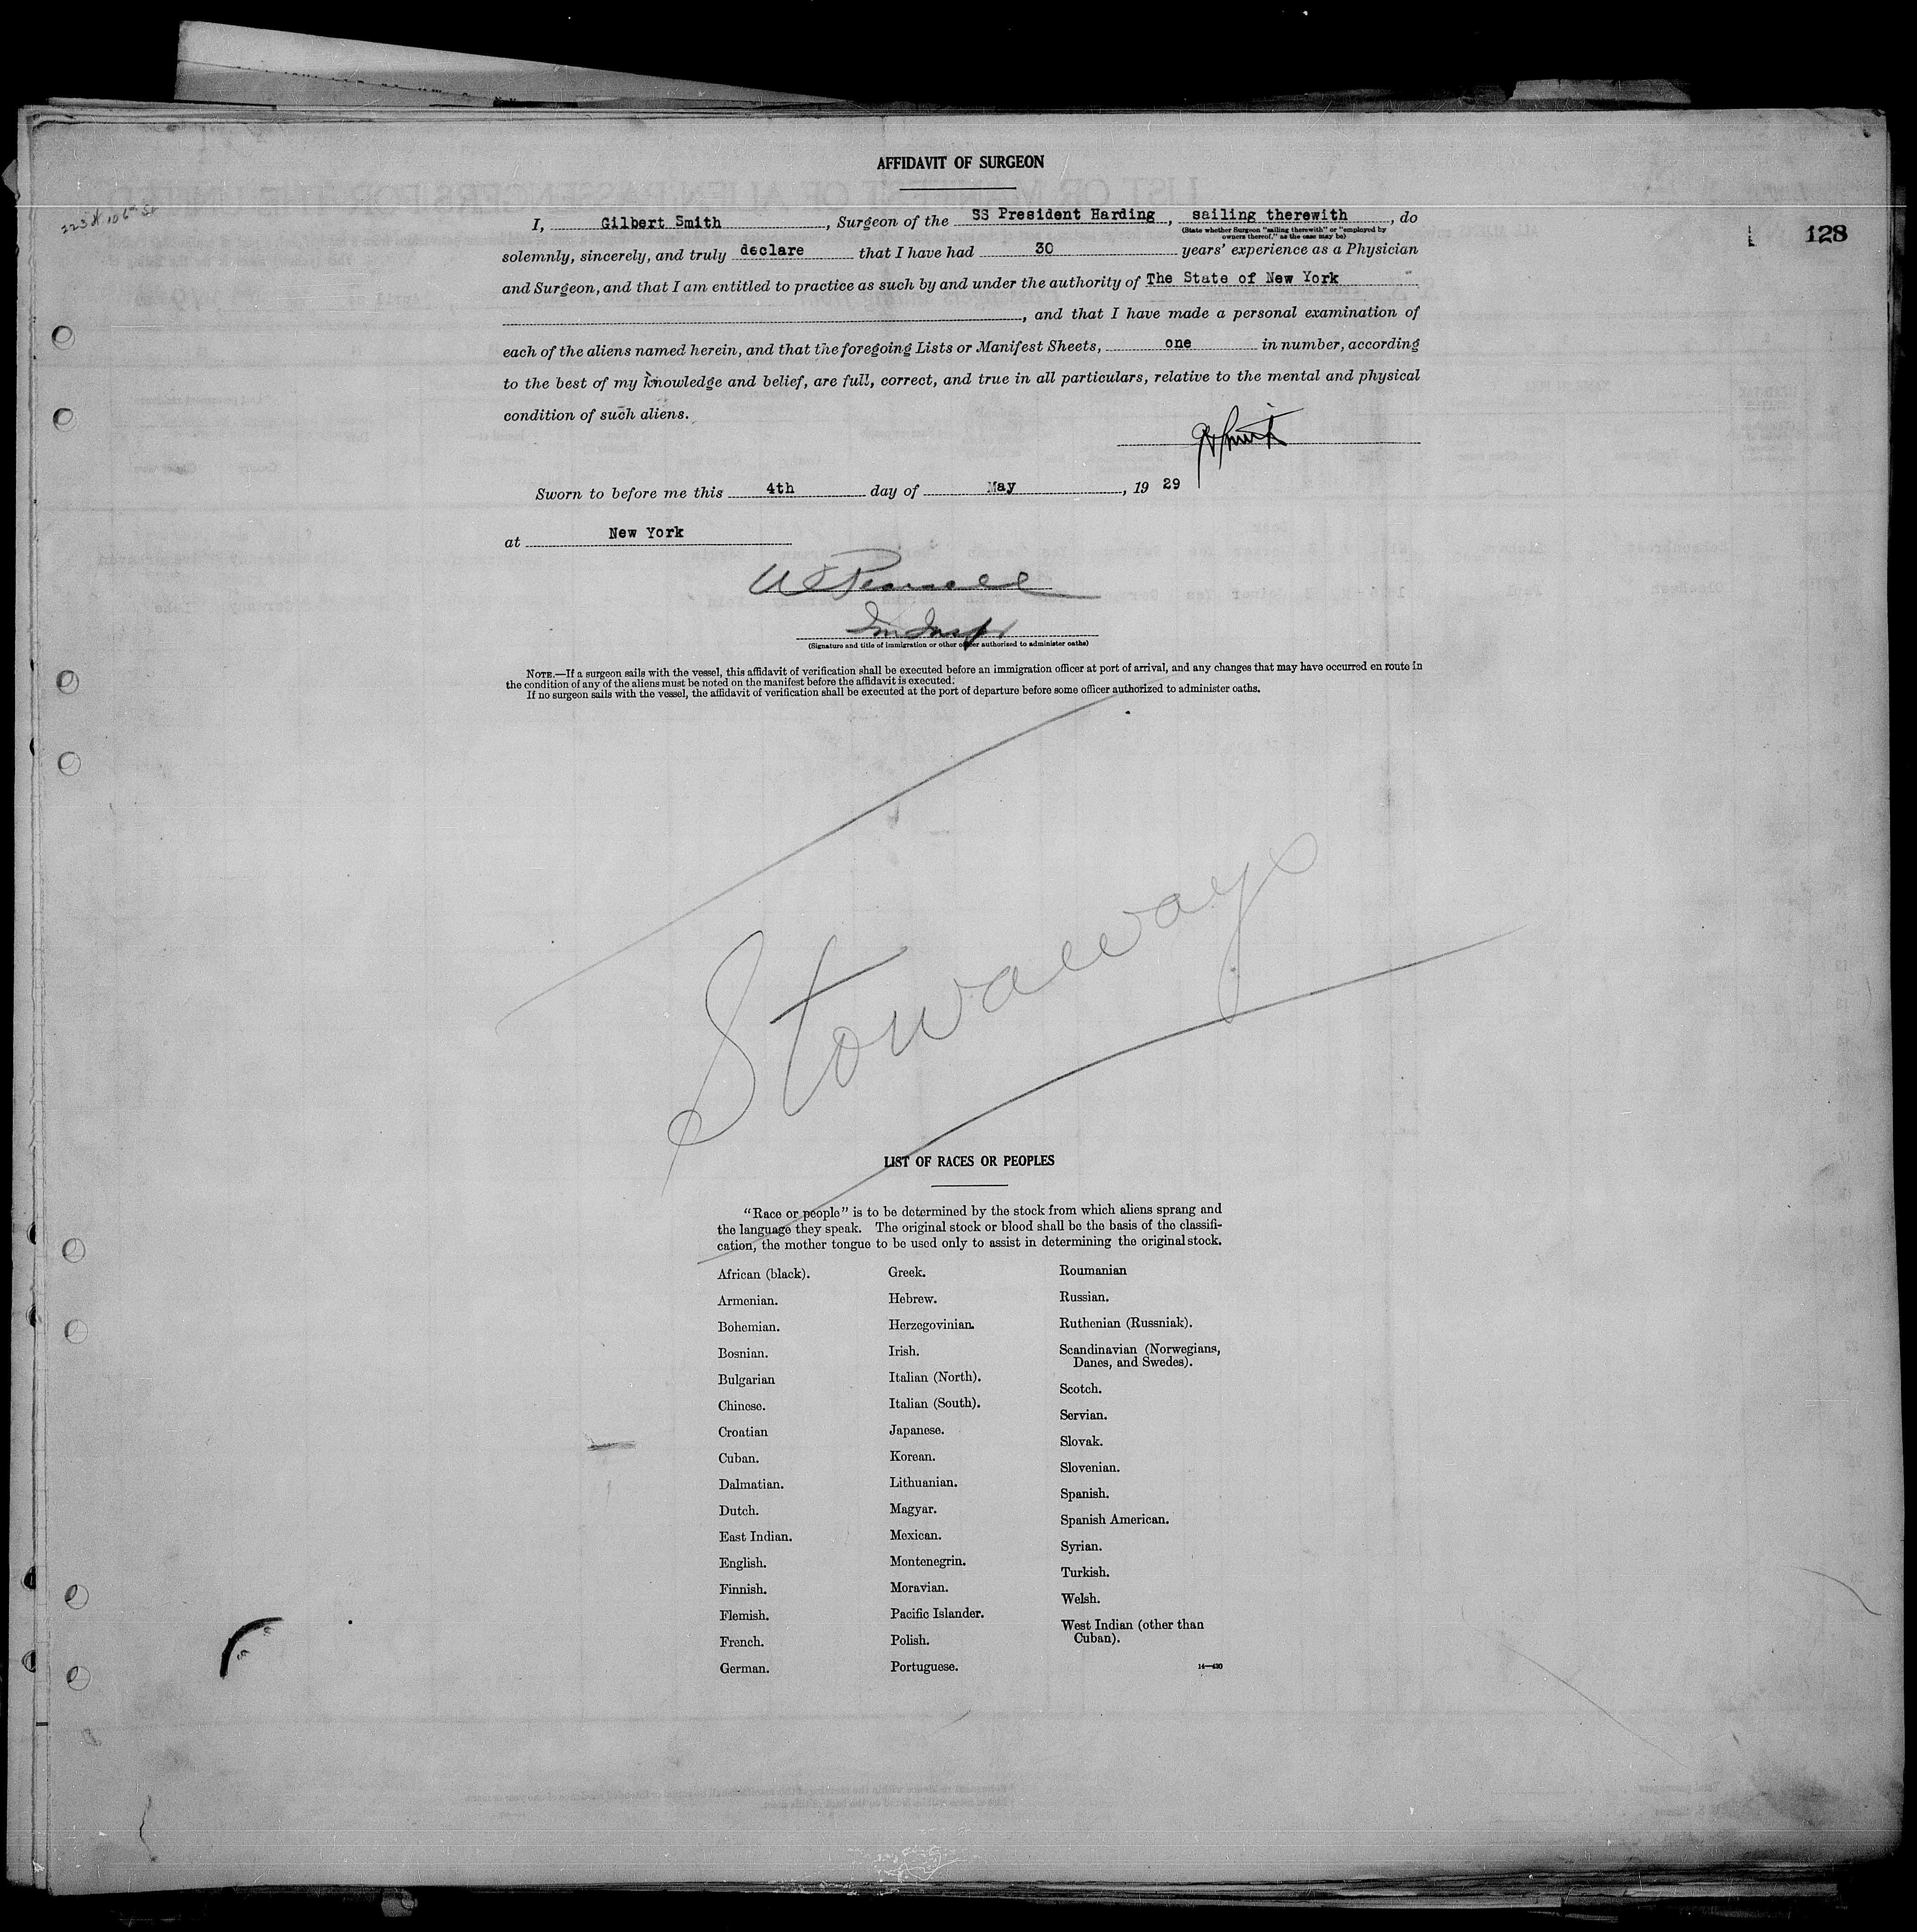 AFFIDAVIT OF SURGEON
128
I, Gilbert Smith, Surgeon of the SS President Harding, sailing therewith, do
(State whether Surgeon "sailing therewith" or "employed by
owners thereof," as the case may be)
solemnly, sincerely, and truly declare that I have had 30 years' experience as a Physician
and Surgeon, and that I am entitled to practice as such by and under the authority of The State of New York
, and that I have made a personal examination of
each of the aliens named herein, and that the foregoing Lists or Manifest Sheets, one in number, according
to the best of my knowledge and belief, are full, correct, and true in all particulars, relative to the mental and physical
condition of such aliens.
Sworn to before me this 4th day of May, 19 29
at New York
(Signature and title of immigration or other officer authorized to administer oaths)
NOTE.—If a surgeon sails with the vessel, this affidavit of verification shall be executed before an immigration officer at port of arrival, and any changes that may have occurred en route in
the condition of any of the aliens must be noted on the manifest before the affidavit is executed.
If no surgeon sails with the vessel, the affidavit of verification shall be executed at the port of departure before some officer authorized to administer oaths.
Stowaways
LIST OF RACES OR PEOPLES
"Race or people" is to be determined by the stock from which aliens sprang and
the language they speak. The original stock or blood shall be the basis of the classifi-
cation, the mother tongue to be used only to assist in determining the original stock.
African (black).
Armenian.
Bohemian.
Bosnian.
Bulgarian
Chinese.
Croatian
Cuban.
Dalmatian.
Dutch.
East Indian.
English.
Finnish.
Flemish.
French.
German.
Greek.
Hebrew.
Herzegovinian.
Irish.
Italian (North).
Italian (South).
Japanese.
Korean.
Lithuanian.
Magyar.
Mexican.
Montenegrin.
Moravian.
Pacific Islander.
Polish.
Portuguese.
Roumanian
Russian.
Ruthenian (Russniak).
Scandinavian (Norwegians,
Danes, and Swedes).
Scotch.
Servian.
Slovak.
Slovenian.
Spanish.
Spanish American.
Syrian.
Turkish.
Welsh.
West Indian (other than
Cuban).
14—430